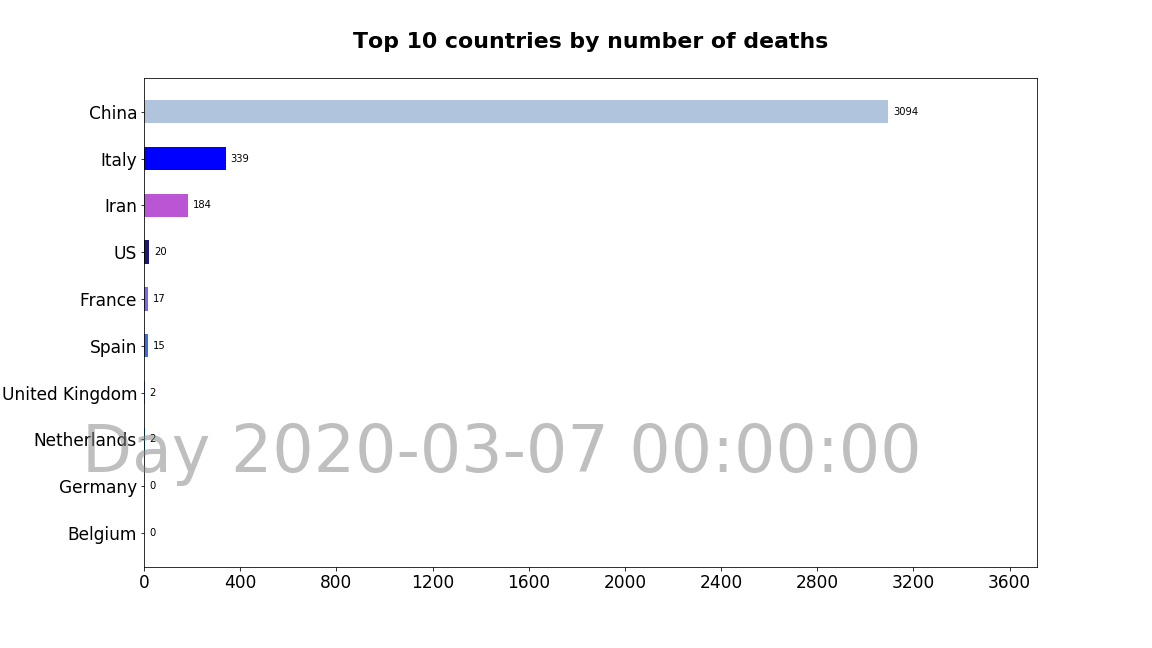 Top 10 countries by number of deaths
China 3094
Italy 339
Iran 184
US 20
France 17
Spain 15
United Kingdom 2
Netherlands 2
Day 2020-03-07 00:00:00
Germany 0
Belgium 0
0 400 800 1200 1600 2000 2400 2800 3200 3600